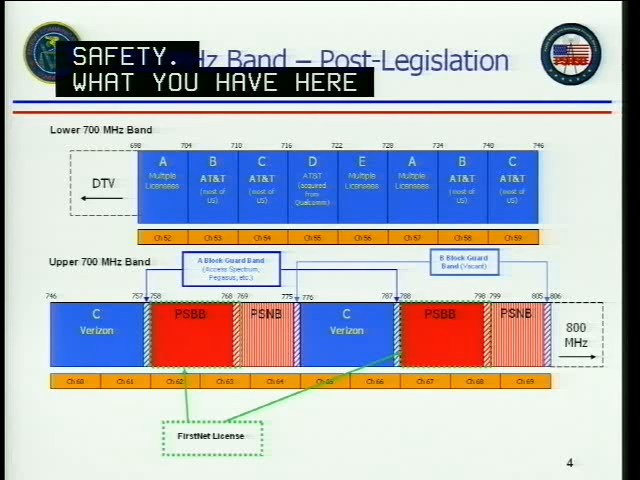 SAFETY.
Hz Band – Post-Legislation
WHAT YOU HAVE HERE
Lower 700 MHz Band
698 704 710 716 722 728 734 740 746
DTV
A Multiple Licensees
B AT&T (most of US)
C AT&T (most of US)
D AT&T (acquired from Qualcomm)
E Multiple Licensees
A Multiple Licensees
B AT&T (most of US)
C AT&T (most of US)
Ch 52 Ch 53 Ch 54 Ch 55 Ch 56 Ch 57 Ch 58 Ch 59
Upper 700 MHz Band
A Block Guard Band
(Access Spectrum, Pegasus, etc.)
B Block Guard
Band (Vacant)
746 757 758 768 769 775 776 787 788 798 799 805 806
C Verizon
PSBB
PSNB
C Verizon
PSBB
PSNB
800 MHz
Ch 60 Ch 61 Ch 62 Ch 63 Ch 64 Ch 65 Ch 66 Ch 67 Ch 68 Ch 69
FirstNet License
4